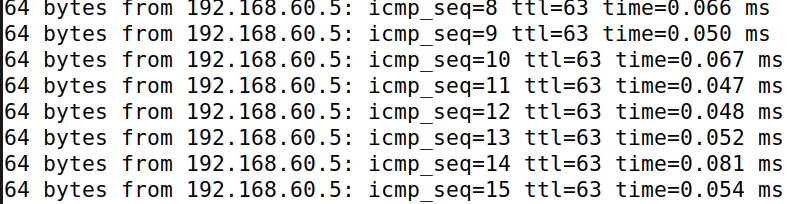 64 bytes from 192.168.60.5: icmp_seq=8 ttl=63 time=0.066 ms
64 bytes from 192.168.60.5: icmp_seq=9 ttl=63 time=0.050 ms
64 bytes from 192.168.60.5: icmp_seq=10 ttl=63 time=0.067 ms
64 bytes from 192.168.60.5: icmp_seq=11 ttl=63 time=0.047 ms
64 bytes from 192.168.60.5: icmp_seq=12 ttl=63 time=0.048 ms
64 bytes from 192.168.60.5: icmp_seq=13 ttl=63 time=0.052 ms
64 bytes from 192.168.60.5: icmp_seq=14 ttl=63 time=0.081 ms
64 bytes from 192.168.60.5: icmp_seq=15 ttl=63 time=0.054 ms